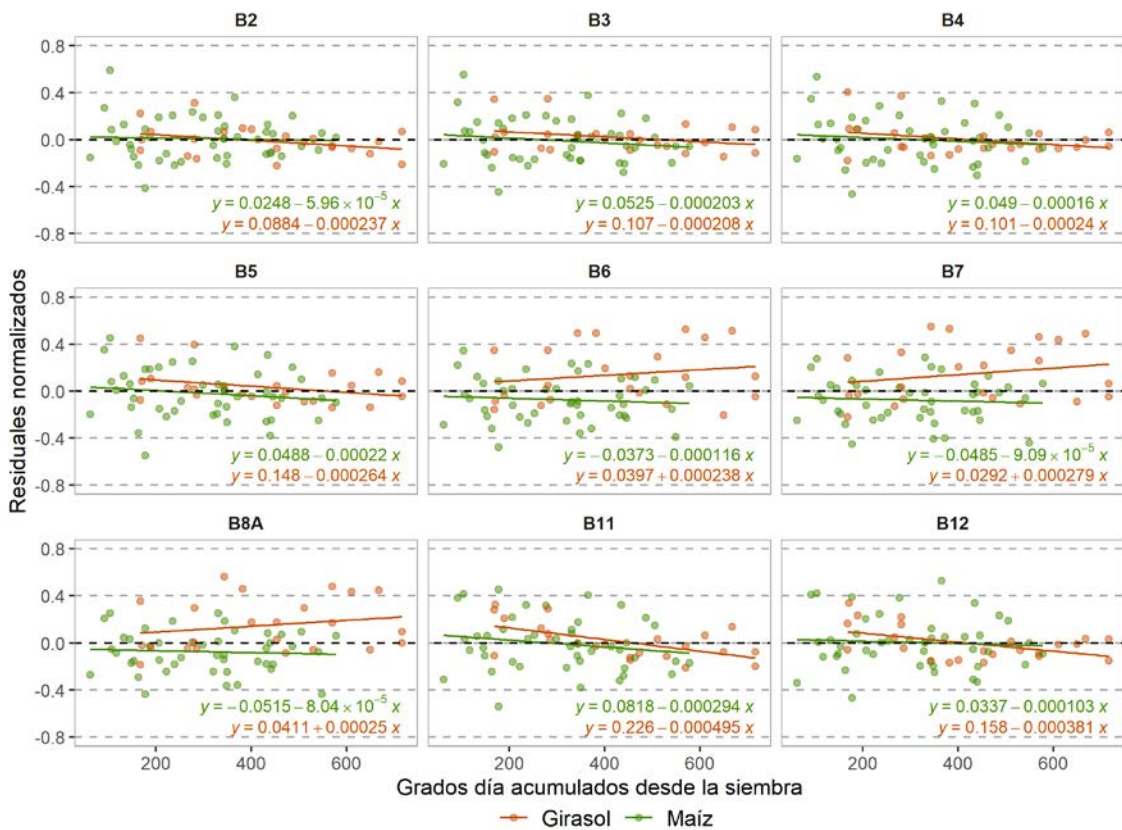 B2 B3 B4
0.8
0.4
0.0
-0.4
y = 0.0248 − 5.96 × 10⁻⁵ x y = 0.0525 − 0.000203 x y = 0.049 − 0.00016 x
y = 0.0884 − 0.000237 x y = 0.107 − 0.000208 x y = 0.101 − 0.00024 x
-0.8
B5 B6 B7
Residuales normalizados
0.8
0.4
0.0
-0.4
y = 0.0488 − 0.00022 x y = − 0.0373 − 0.000116 x y = − 0.0485 − 9.09 × 10⁻⁵ x
y = 0.148 − 0.000264 x y = 0.0397 + 0.000238 x y = 0.0292 + 0.000279 x
-0.8
B8A B11 B12
0.8
0.4
0.0
-0.4
y = − 0.0515 − 8.04 × 10⁻⁵ x y = 0.0818 − 0.000294 x y = 0.0337 − 0.000103 x
y = 0.0411 + 0.00025 x y = 0.226 − 0.000495 x y = 0.158 − 0.000381 x
-0.8
200 400 600 200 400 600 200 400 600
Grados día acumulados desde la siembra
Girasol Maíz